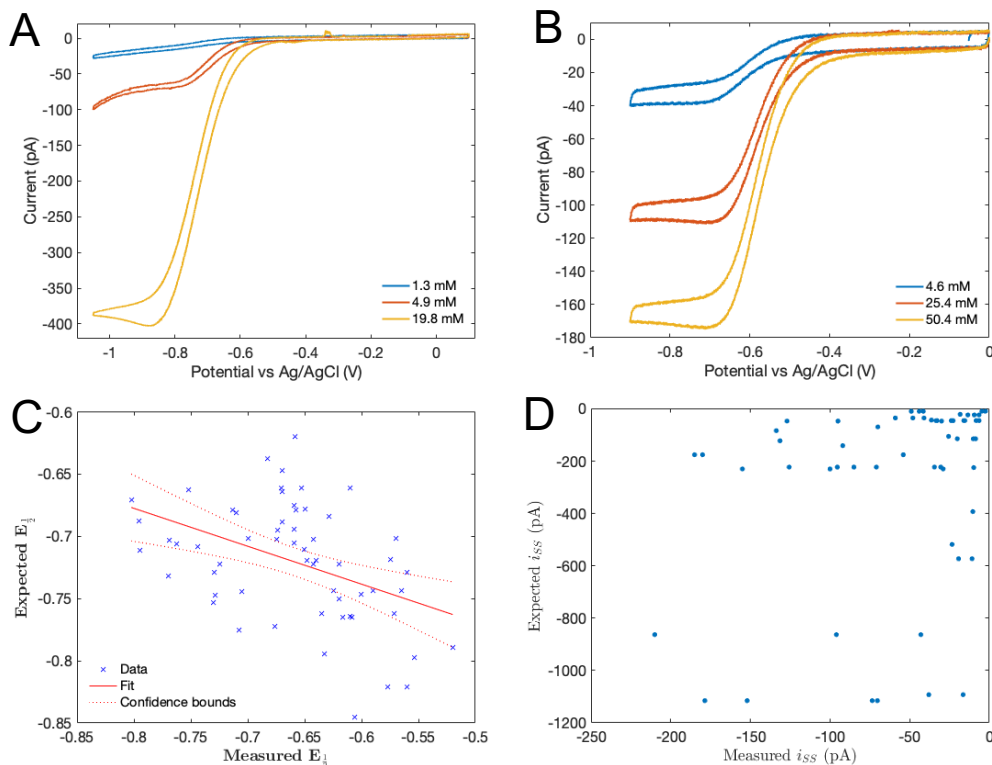 A
0
-50
-100
-150
-200
-250
-300
-350
-400
Current (pA)
1.3 mM
4.9 mM
19.8 mM
-1 -0.8 -0.6 -0.4 -0.2 0
Potential vs Ag/AgCl (V)
B
0
-20
-40
-60
-80
-100
-120
-140
-160
-180
Current (pA)
4.6 mM
25.4 mM
50.4 mM
-1 -0.8 -0.6 -0.4 -0.2 0
Potential vs Ag/AgCl (V)
C
-0.6
-0.65
-0.7
-0.75
-0.8
-0.85
Expected E 1/2
Data
Fit
Confidence bounds
-0.85 -0.8 -0.75 -0.7 -0.65 -0.6 -0.55 -0.5
Measured E 1/2
D
0
-200
-400
-600
-800
-1000
-1200
Expected iSS (pA)
-250 -200 -150 -100 -50 0
Measured iSS (pA)